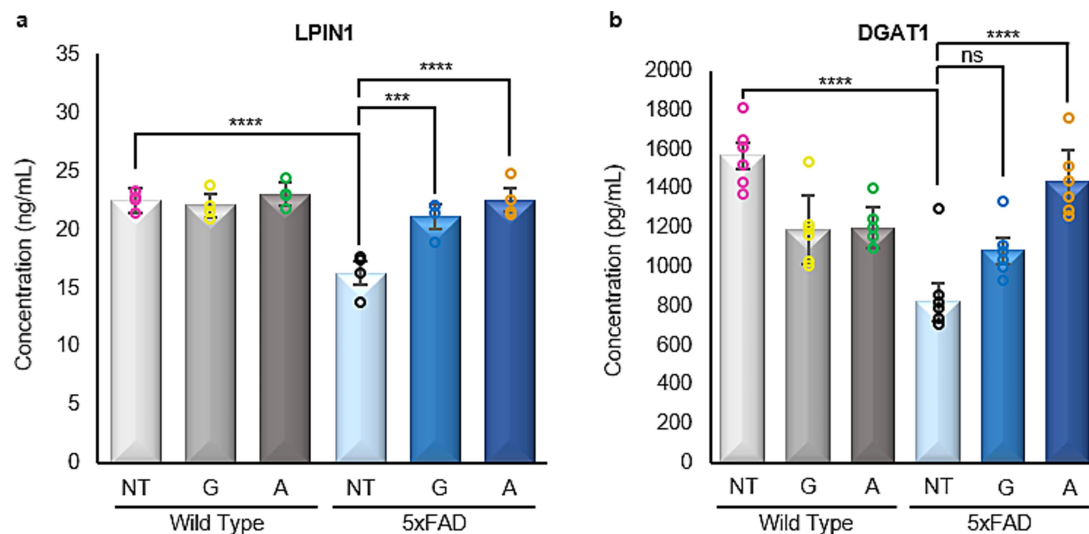 a
LPIN1
Concentration (ng/mL)
35
30
25
20
15
10
5
0
****
***
****
NT G A NT G A
Wild Type 5xFAD
b
DGAT1
Concentration (pg/mL)
2000
1800
1600
1400
1200
1000
800
600
400
200
0
****
ns
****
NT G A NT G A
Wild Type 5xFAD